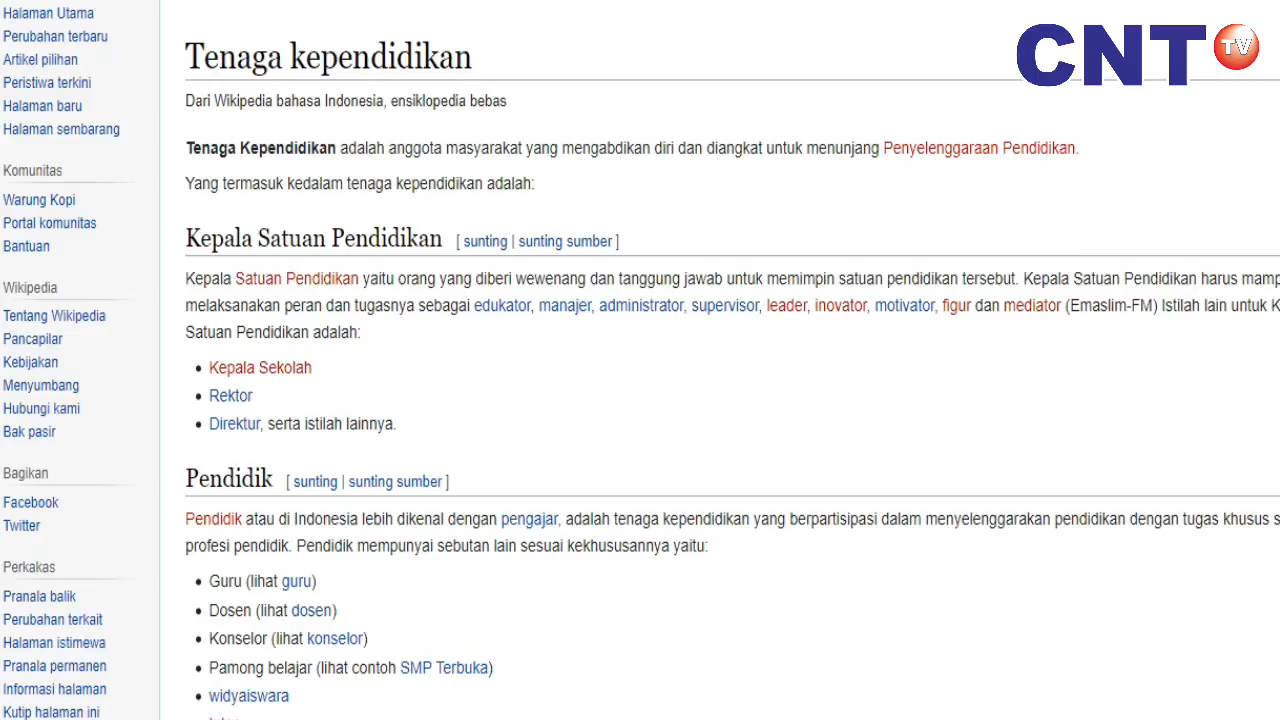 Halaman Utama
Perubahan terbaru
Artikel pilihan
Peristiwa terkini
Halaman baru
Halaman sembarang
Komunitas
Warung Kopi
Portal komunitas
Bantuan
Wikipedia
Tentang Wikipedia
Pancapilar
Kebijakan
Menyumbang
Hubungi kami
Bak pasir
Bagikan
Facebook
Twitter
Perkakas
Pranala balik
Perubahan terkait
Halaman istimewa
Pranala permanen
Informasi halaman
Kutip halaman ini
CNT TV
Tenaga kependidikan
Dari Wikipedia bahasa Indonesia, ensiklopedia bebas
Tenaga Kependidikan adalah anggota masyarakat yang mengabdikan diri dan diangkat untuk menunjang Penyelenggaraan Pendidikan.
Yang termasuk kedalam tenaga kependidikan adalah:
Kepala Satuan Pendidikan [ sunting | sunting sumber ]
Kepala Satuan Pendidikan yaitu orang yang diberi wewenang dan tanggung jawab untuk memimpin satuan pendidikan tersebut. Kepala Satuan Pendidikan harus mamp
melaksanakan peran dan tugasnya sebagai edukator, manajer, administrator, supervisor, leader, inovator, motivator, figur dan mediator (Emaslim-FM) Istilah lain untuk K
Satuan Pendidikan adalah:
• Kepala Sekolah
• Rektor
• Direktur, serta istilah lainnya.
Pendidik [ sunting | sunting sumber ]
Pendidik atau di Indonesia lebih dikenal dengan pengajar, adalah tenaga kependidikan yang berpartisipasi dalam menyelenggarakan pendidikan dengan tugas khusus s
profesi pendidik. Pendidik mempunyai sebutan lain sesuai kekhususannya yaitu:
• Guru (lihat guru)
• Dosen (lihat dosen)
• Konselor (lihat konselor)
• Pamong belajar (lihat contoh SMP Terbuka)
• widyaiswara